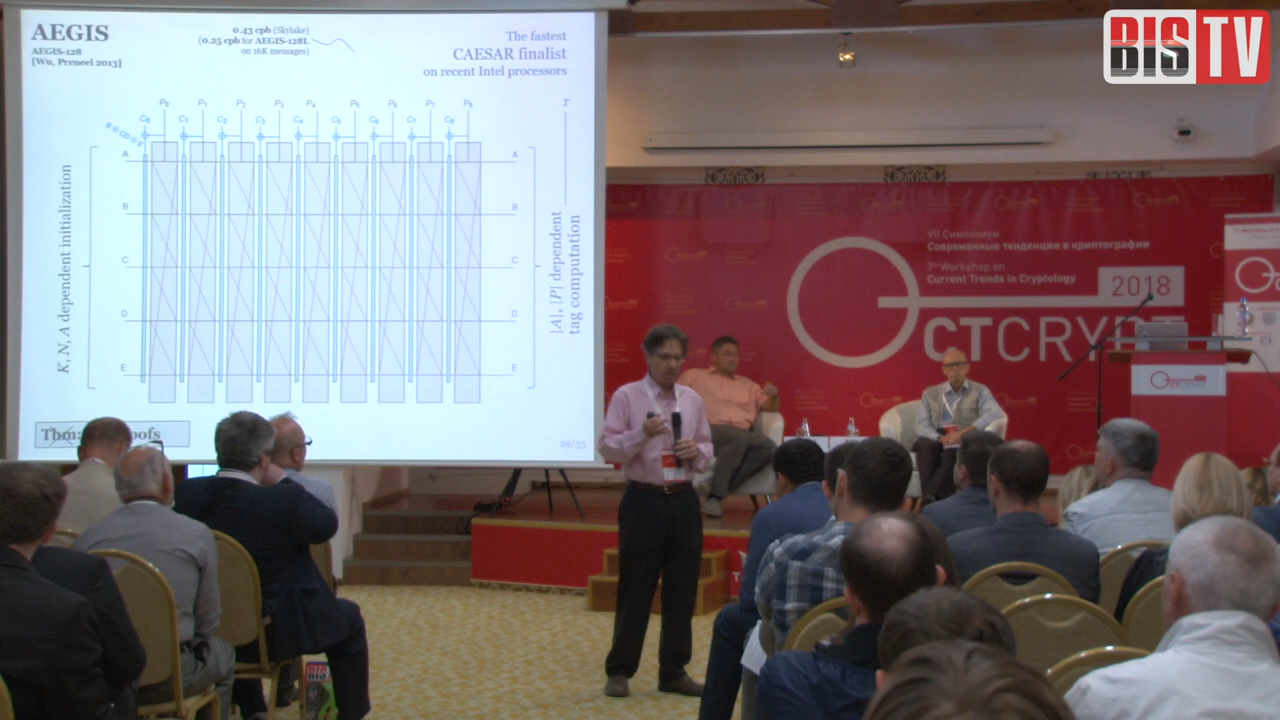 AEGIS
AEGIS-128
[Wu, Preneel 2013]
0.43 cpb (Skylake)
(0.25 cpb for AEGIS-128L
on 16K messages)
The fastest
CAESAR finalist
on recent Intel processors
P0 P1 P2 P3 P4 P5 P6 P7 P8 T
C0 C1 C2 C3 C4 C5 C6 C7 C8
A A
B B
C C
D D
E E
K, N, A dependent initialization
|A|, |P| dependent
tag computation
Thm:
29/33
BIS TV
VII Симпозиум
Современные тенденции в криптографии
7th Workshop on
Current Trends in Cryptology
2018
CTCRYPT
CTCRYPT